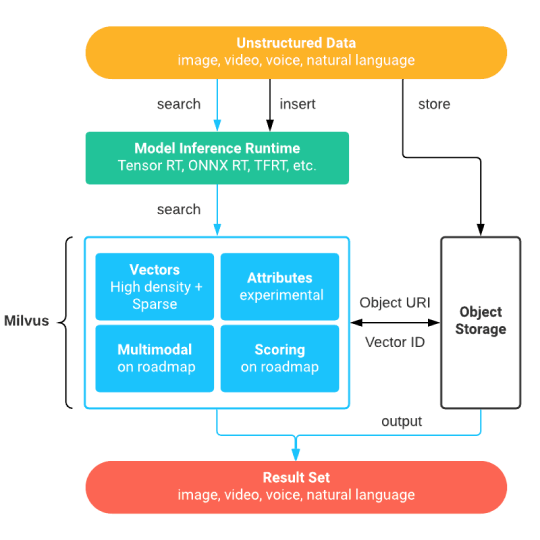 Unstructured Data
image, video, voice, natural language
search
insert
store
Model Inference Runtime
Tensor RT, ONNX RT, TFRT, etc.
search
Milvus
Vectors
High density +
Sparse
Attributes
experimental
Multimodal
on roadmap
Scoring
on roadmap
Object URI
Vector ID
Object
Storage
output
Result Set
image, video, voice, natural language